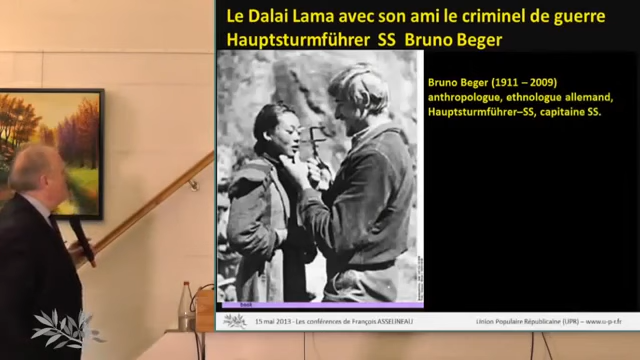 Le Dalai Lama avec son ami le criminel de guerre
Hauptsturmführer SS Bruno Beger
Bruno Beger (1911 – 2009)
anthropologue, ethnologue allemand,
Hauptsturmführer–SS, capitaine SS.
15 mai 2013 - Les conférences de François ASSELINEAU
Union Populaire Républicaine (UPR) – www.u-p-r.fr